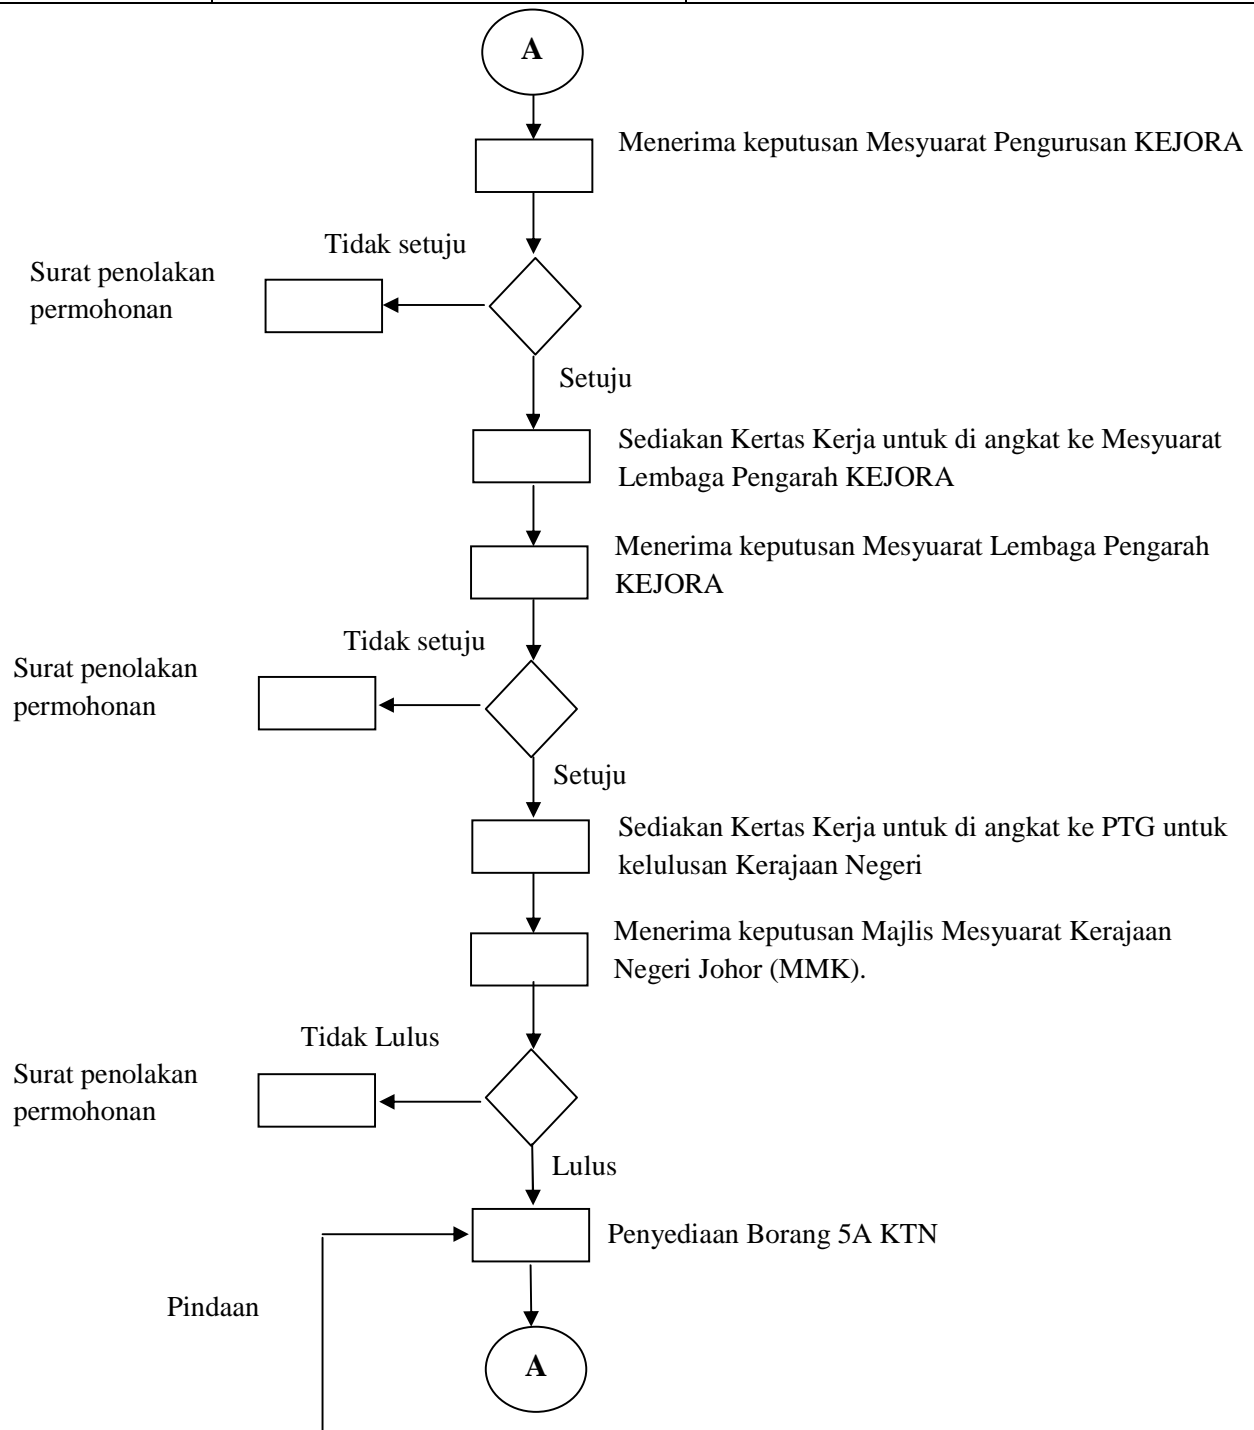 A
Menerima keputusan Mesyuarat Pengurusan KEJORA
Tidak setuju
Surat penolakan
permohonan
Setuju
Sediakan Kertas Kerja untuk di angkat ke Mesyuarat
Lembaga Pengarah KEJORA
Menerima keputusan Mesyuarat Lembaga Pengarah
KEJORA
Tidak setuju
Surat penolakan
permohonan
Setuju
Sediakan Kertas Kerja untuk di angkat ke PTG untuk
kelulusan Kerajaan Negeri
Menerima keputusan Majlis Mesyuarat Kerajaan
Negeri Johor (MMK).
Tidak Lulus
Surat penolakan
permohonan
Lulus
Penyediaan Borang 5A KTN
Pindaan
A